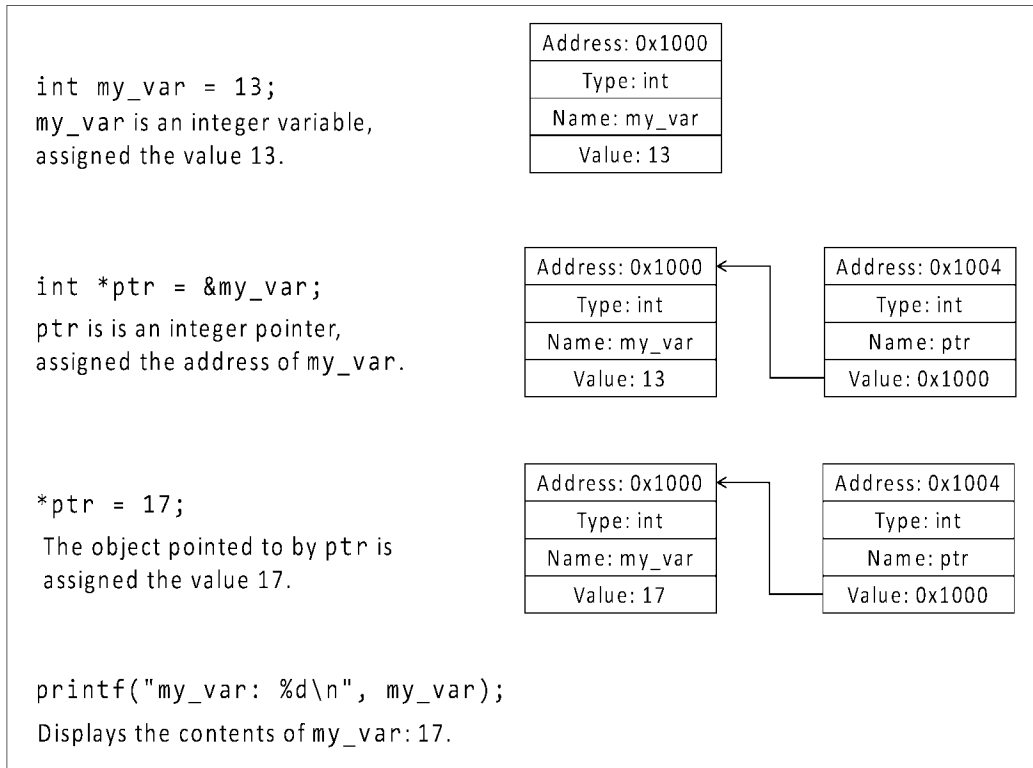 int my_var = 13;
my_var is an integer variable,
assigned the value 13.
Address: 0x1000
Type: int
Name: my_var
Value: 13
int *ptr = &my_var;
ptr is is an integer pointer,
assigned the address of my_var.
Address: 0x1000
Type: int
Name: my_var
Value: 13
Address: 0x1004
Type: int
Name: ptr
Value: 0x1000
*ptr = 17;
The object pointed to by ptr is
assigned the value 17.
Address: 0x1000
Type: int
Name: my_var
Value: 17
Address: 0x1004
Type: int
Name: ptr
Value: 0x1000
printf("my_var: %d\n", my_var);
Displays the contents of my_var: 17.